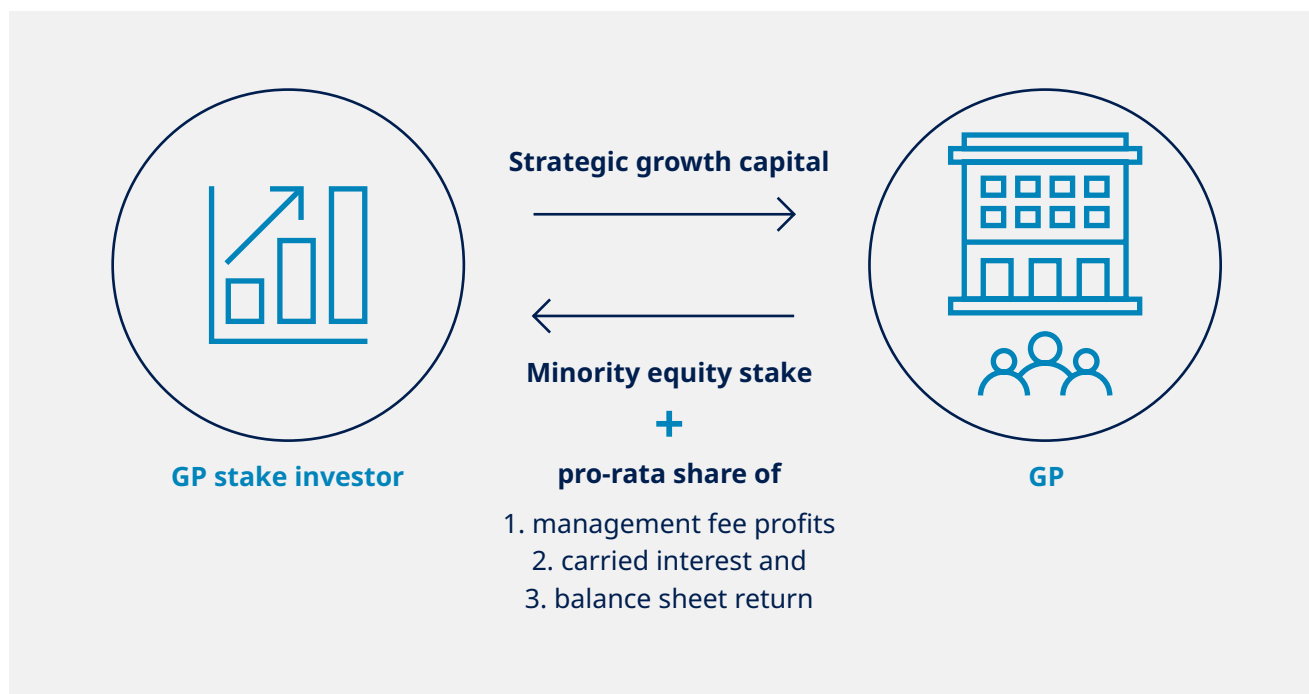 Strategic growth capital
Minority equity stake
+
pro-rata share of
1. management fee profits
2. carried interest and
3. balance sheet return
GP stake investor
GP